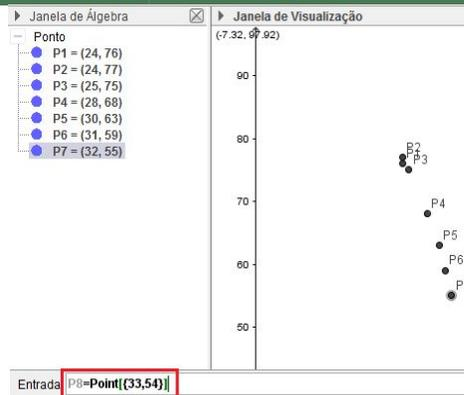 Janela de Álgebra
Ponto
P1 = (24, 76)
P2 = (24, 77)
P3 = (25, 75)
P4 = (28, 68)
P5 = (30, 63)
P6 = (31, 59)
P7 = (32, 55)
Janela de Visualização
(-7.32, 97.92)
90
80
70
60
50
P2
P3
P4
P5
P6
P
Entrada P8=Point[{33,54}]